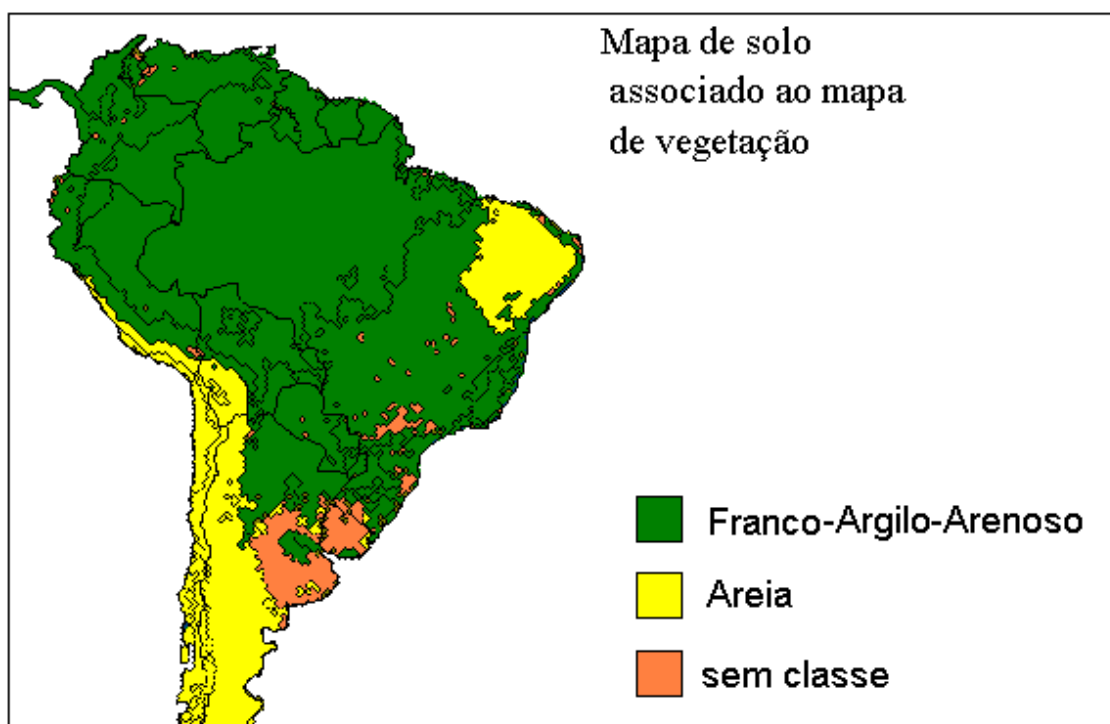 Mapa de solo
associado ao mapa
de vegetação
Franco-Argilo-Arenoso
Areia
sem classe